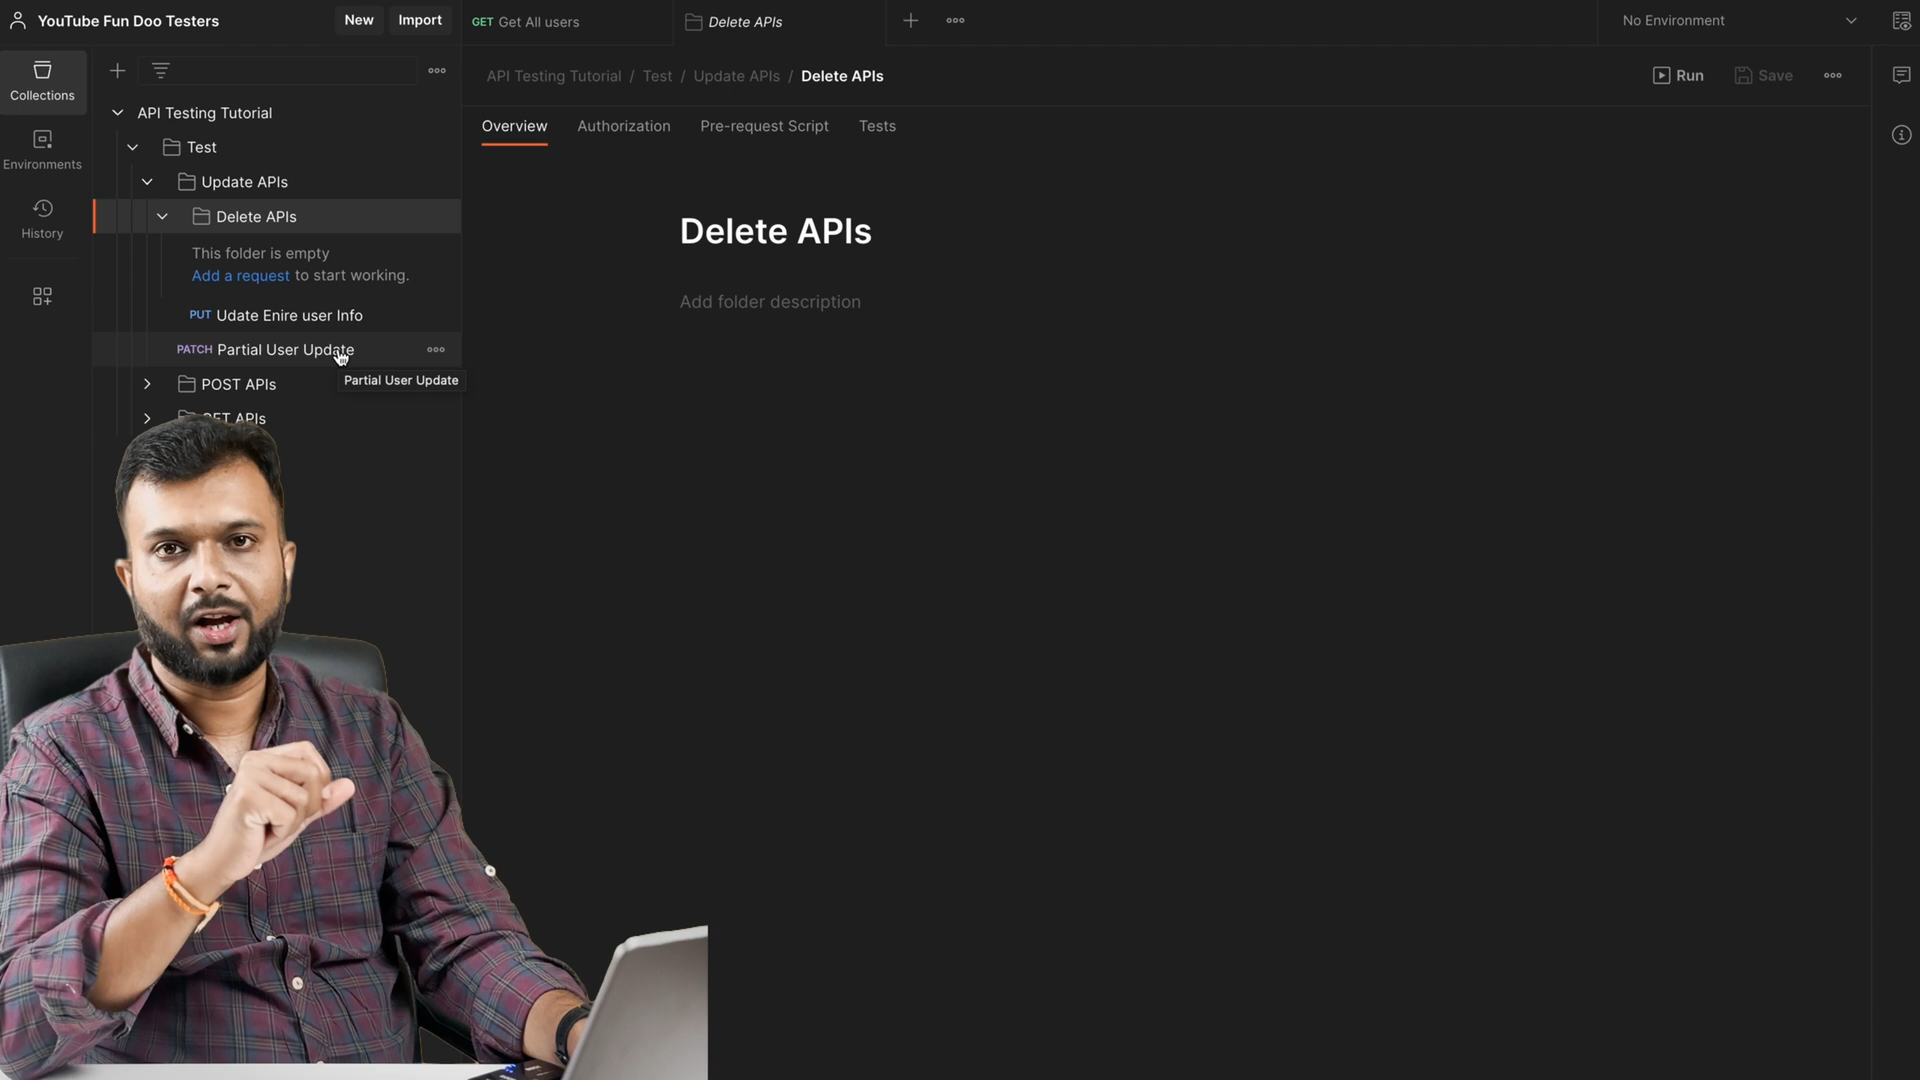 YouTube Fun Doo Testers
New
Import
GET Get All users
Delete APIs
No Environment
Collections
API Testing Tutorial / Test / Update APIs / Delete APIs
Run
Save
API Testing Tutorial
Overview
Authorization
Pre-request Script
Tests
Environments
Test
Update APIs
History
Delete APIs
Delete APIs
This folder is empty
Add a request to start working.
Add folder description
PUT Udate Enire user Info
PATCH Partial User Update
Partial User Update
POST APIs
GET APIs